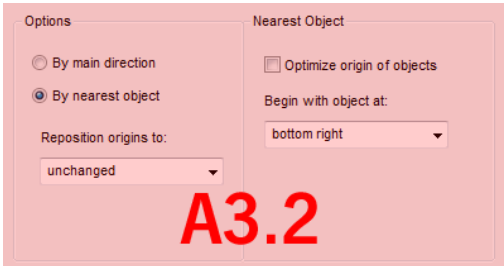 Options
By main direction
By nearest object
Reposition origins to:
unchanged
Nearest Object
Optimize origin of objects
Begin with object at:
bottom right
A3.2